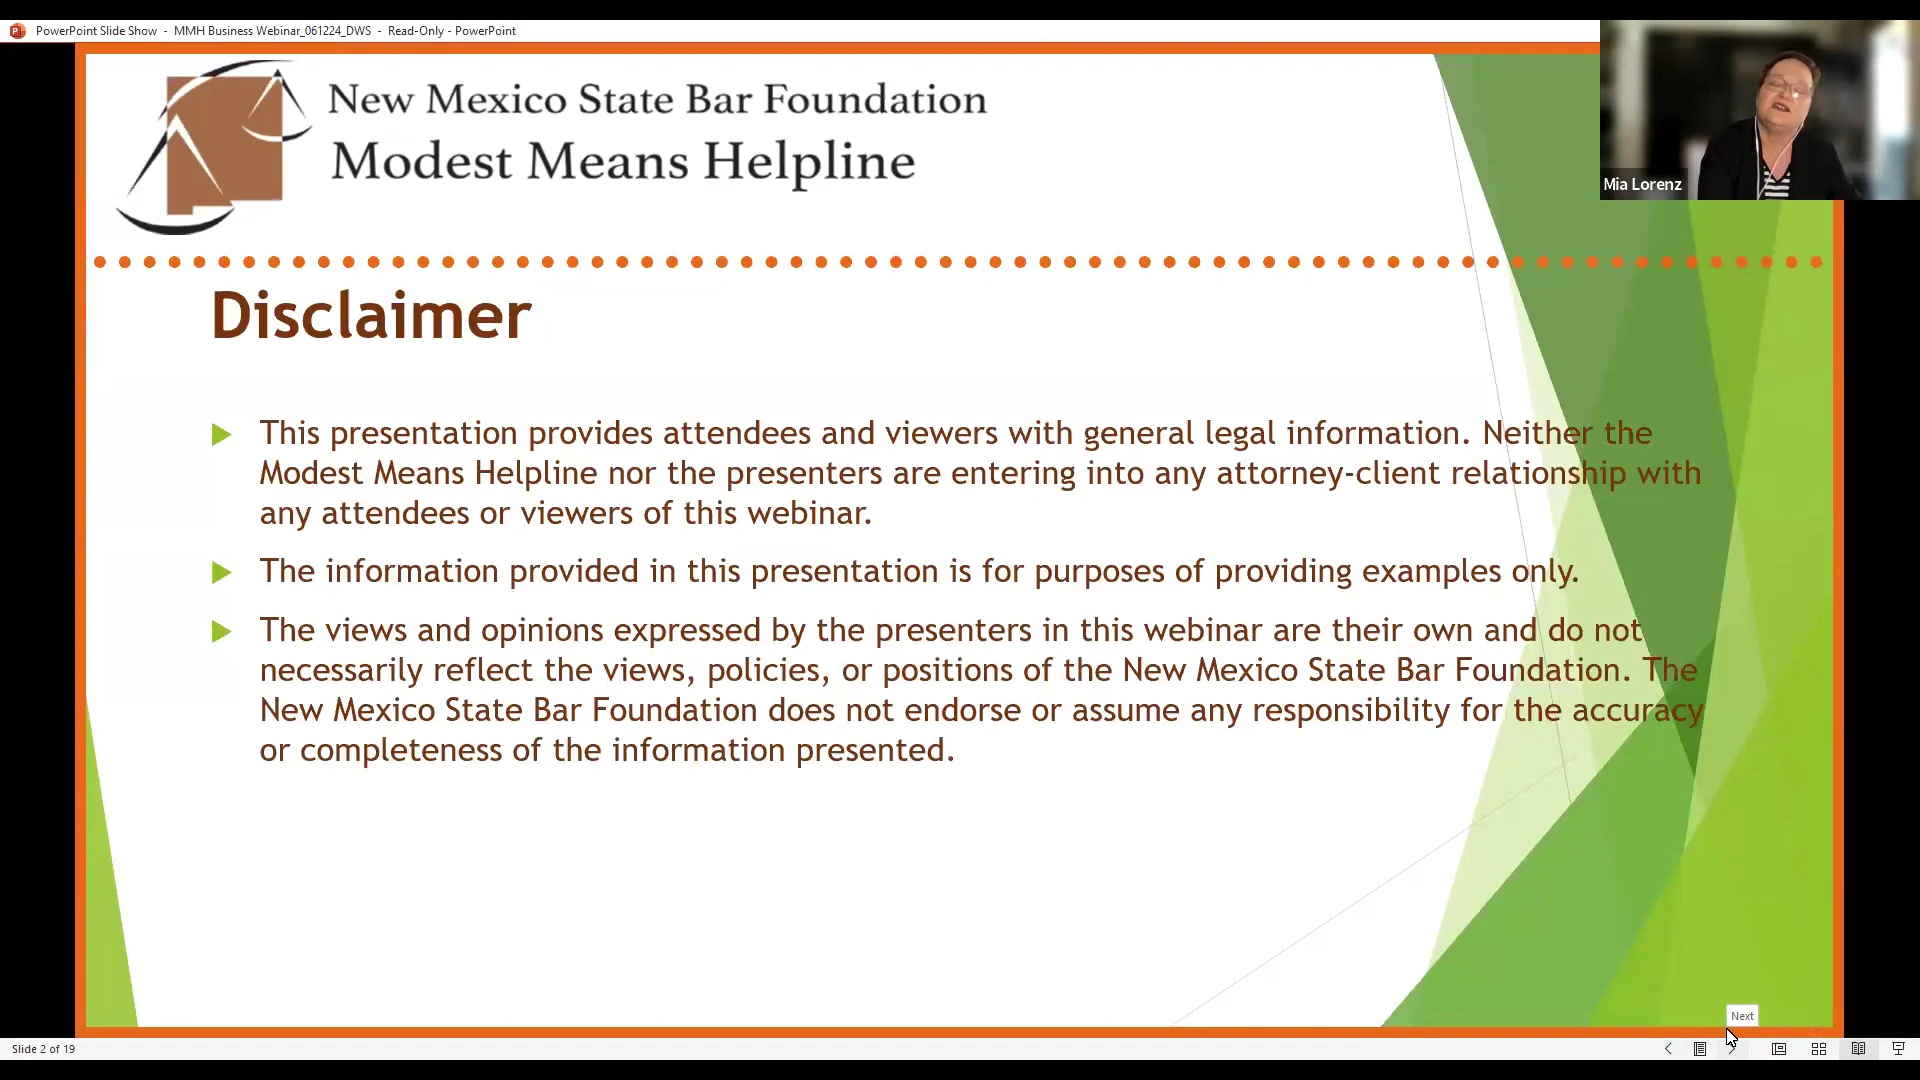 PowerPoint Slide Show - MMH Business Webinar_061224_DWS - Read-Only - PowerPoint
New Mexico State Bar Foundation
Modest Means Helpline
Mia Lorenz
Disclaimer
This presentation provides attendees and viewers with general legal information. Neither the
Modest Means Helpline nor the presenters are entering into any attorney-client relationship with
any attendees or viewers of this webinar.
The information provided in this presentation is for purposes of providing examples only.
The views and opinions expressed by the presenters in this webinar are their own and do not
necessarily reflect the views, policies, or positions of the New Mexico State Bar Foundation. The
New Mexico State Bar Foundation does not endorse or assume any responsibility for the accuracy
or completeness of the information presented.
Next
Slide 2 of 19